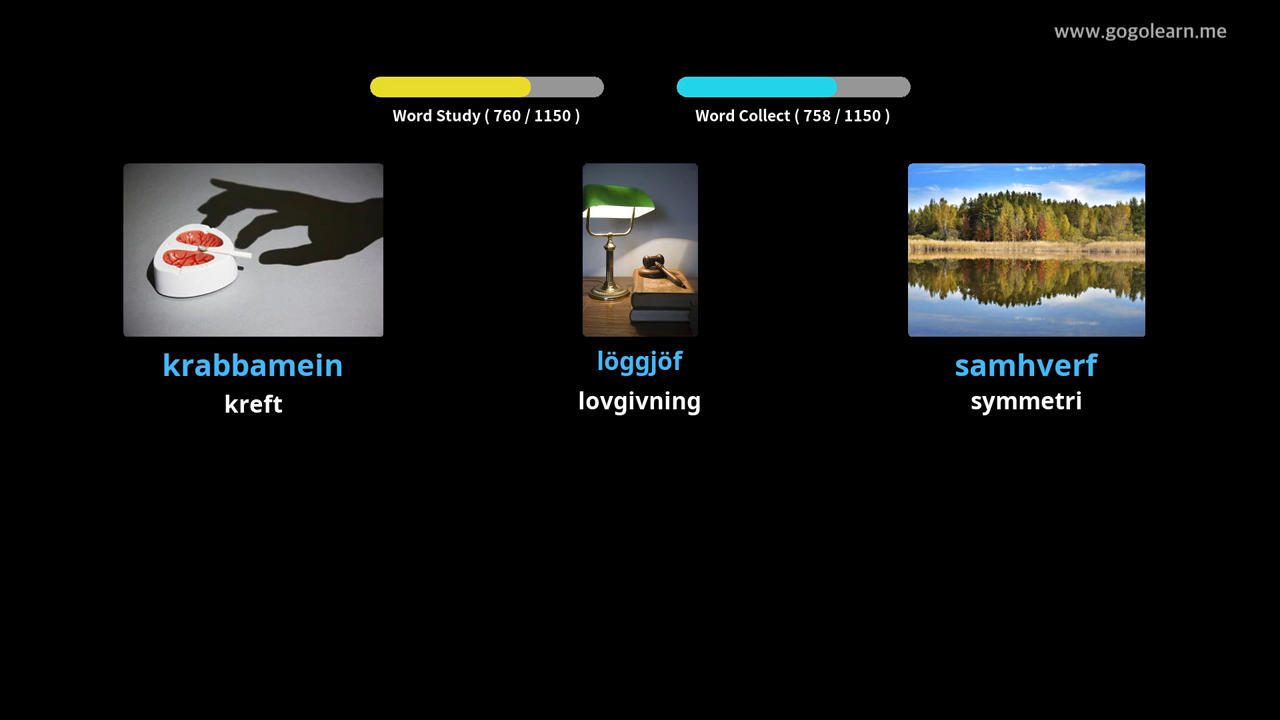 www.gogolearn.me
Word Study ( 760 / 1150 )
Word Collect ( 758 / 1150 )
krabbamein
kreft
löggjöf
lovgivning
samhverf
symmetri